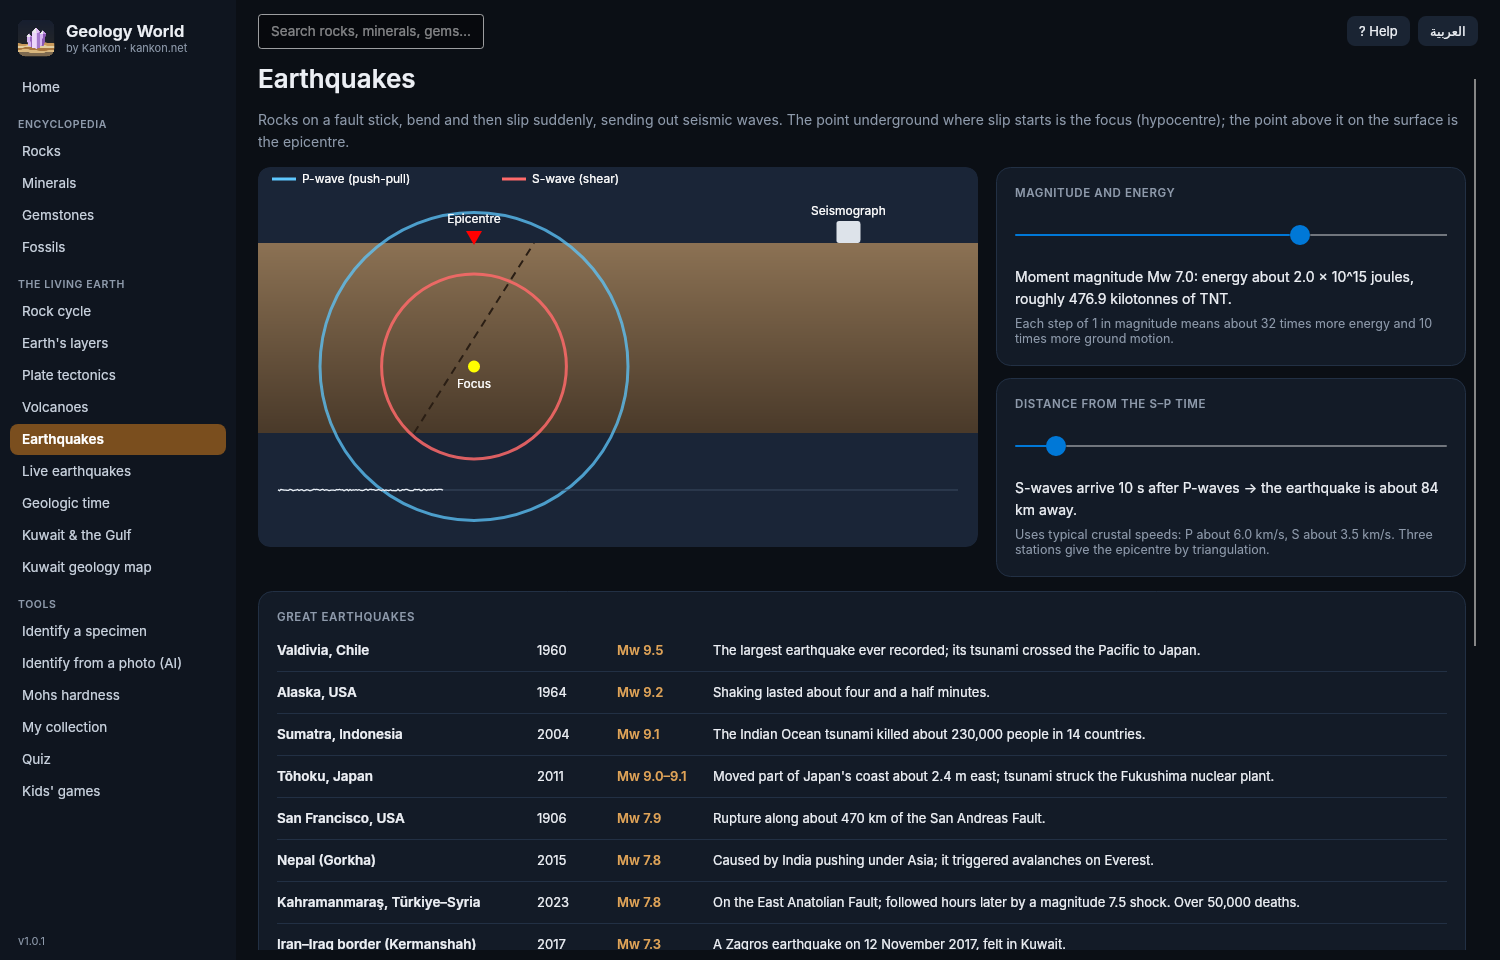 Geology World
by Kankon · kankon.net
Home
ENCYCLOPEDIA
Rocks
Minerals
Gemstones
Fossils
THE LIVING EARTH
Rock cycle
Earth's layers
Plate tectonics
Volcanoes
Earthquakes
Live earthquakes
Geologic time
Kuwait & the Gulf
Kuwait geology map
TOOLS
Identify a specimen
Identify from a photo (AI)
Mohs hardness
My collection
Quiz
Kids' games
v1.0.1
Search rocks, minerals, gems...
? Help
العربية
Earthquakes
Rocks on a fault stick, bend and then slip suddenly, sending out seismic waves. The point underground where slip starts is the focus (hypocentre); the point above it on the surface is
the epicentre.
P-wave (push-pull)
S-wave (shear)
Epicentre
Seismograph
Focus
MAGNITUDE AND ENERGY
Moment magnitude Mw 7.0: energy about 2.0 × 10^15 joules,
roughly 476.9 kilotonnes of TNT.
Each step of 1 in magnitude means about 32 times more energy and 10
times more ground motion.
DISTANCE FROM THE S–P TIME
S-waves arrive 10 s after P-waves → the earthquake is about 84
km away.
Uses typical crustal speeds: P about 6.0 km/s, S about 3.5 km/s. Three
stations give the epicentre by triangulation.
GREAT EARTHQUAKES
Valdivia, Chile 1960 Mw 9.5 The largest earthquake ever recorded; its tsunami crossed the Pacific to Japan.
Alaska, USA 1964 Mw 9.2 Shaking lasted about four and a half minutes.
Sumatra, Indonesia 2004 Mw 9.1 The Indian Ocean tsunami killed about 230,000 people in 14 countries.
Tōhoku, Japan 2011 Mw 9.0–9.1 Moved part of Japan's coast about 2.4 m east; tsunami struck the Fukushima nuclear plant.
San Francisco, USA 1906 Mw 7.9 Rupture along about 470 km of the San Andreas Fault.
Nepal (Gorkha) 2015 Mw 7.8 Caused by India pushing under Asia; it triggered avalanches on Everest.
Kahramanmaraş, Türkiye–Syria 2023 Mw 7.8 On the East Anatolian Fault; followed hours later by a magnitude 7.5 shock. Over 50,000 deaths.
Iran–Iraq border (Kermanshah) 2017 Mw 7.3 A Zagros earthquake on 12 November 2017, felt in Kuwait.